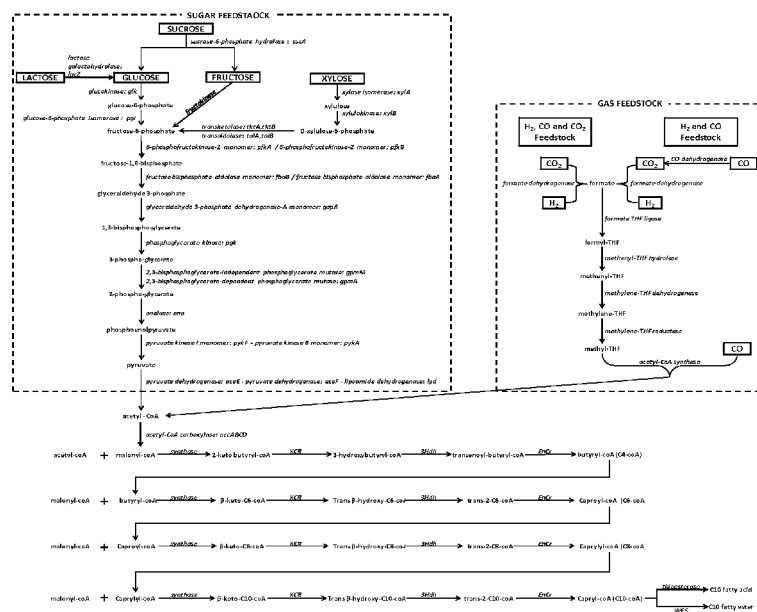 SUGAR FEEDSTAOCK
SUCROSE
sucrose-6-phosphate hydrolase : sacA
lactose
galactohydrolase:
lacZ
LACTOSE
GLUCOSE
FRUCTOSE
XYLOSE
glucokinase: glk
fructokinase
xylose isomerase: xylA
glucose-6-phosphate
xylulose
glucose-6-phosphate isomerase : pgi
xylulokinase: xylB
fructose-6-phosphate
transketolase: tktA,tktB
transaldolase: talA,talB
D-xylulose-5-phosphate
6-phosphofructokinase-2 monomer: pfkA / 6-phosphofructokinase-2 monomer: pfkB
fructose-1,6-bisphosphate
fructose bisphosphate aldolase monomer: fbaB / fructose bisphosphate aldolase monomer: fbaA
glyceraldehyde 3-phosphate
glyceraldehyde 3-phosphate dehydrogenase-A monomer: gapA
1,3-bisphospho-glycerate
phosphoglycerate kinase: pgk
3-phospho-glycerate
2,3-bisphosphoglycerate-independent phosphoglycerate mutase: gpmM
2,3-bisphosphoglycerate-dependent phosphoglycerate mutase: gpmA
2-phospho-glycerate
enolase: eno
phosphoenolpyruvate
pyruvate kinase I monomer: pykF - pyruvate kinase II monomer: pykA
pyruvate
pyruvate dehydrogenase: aceE - pyruvate dehydrogenase: aceF - lipoamide dehydrogenase: lpd
GAS FEEDSTOCK
H2, CO and CO2
Feedstock
H2 and CO
Feedstock
CO2
CO2
CO dehydrogenase
CO
formate-dehydrogenase
formate
formate-dehydrogenase
H2
H2
formate THF ligase
formyl-THF
methenyl-THF hydrolase
methenyl-THF
methylene-THF dehydrogenase
methylene-THF
methylene-THF reductase
methyl-THF
CO
acetyl-CoA synthase
acetyl-CoA
acetyl-CoA carboxylase: accABCD
acetyl-coA + malonyl-coA synthase 2-keto butyryl-coA KCR 3-hydroxybutyryl-coA 3Hdh transenoyl-butyryl-coA EnCr butyryl-coA (C4-coA)
malonyl-coA + butyryl-coA synthase β-keto-C6-coA KCR Trans β-hydroxy-C6-coA 3Hdh trans-2-C6-coA EnCr Caproyl-coA (C6-coA
malonyl-coA + Caproyl-coA synthase β-keto-C8-coA KCR Trans β-hydroxy-C8-coA 3Hdh trans-2-C8-coA EnCr Caprylyl-coA (C8-coA)
malonyl-coA + Caprylyl-coA synthase β-keto-C10-coA KCR Trans β-hydroxy-C10-coA 3Hdh trans-2-C10-coA EnCr Capryl-coA (C10-coA)
thioesterase
C10 fatty acid
WES
C10 fatty ester